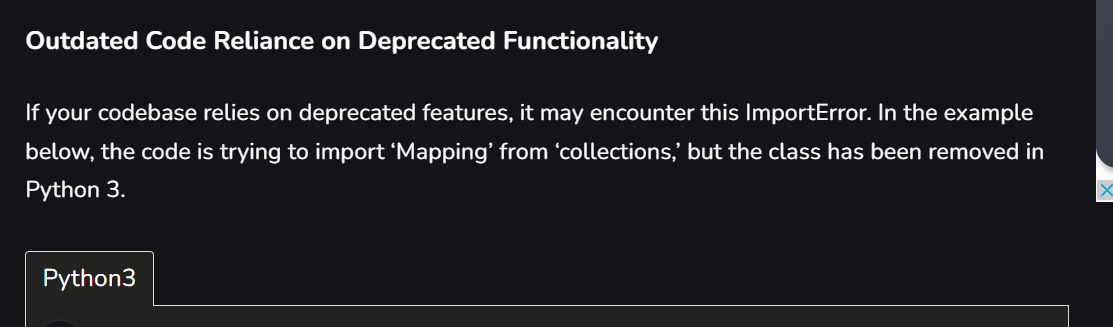 Outdated Code Reliance on Deprecated Functionality
If your codebase relies on deprecated features, it may encounter this ImportError. In the example
below, the code is trying to import ‘Mapping’ from ‘collections,’ but the class has been removed in
Python 3.
Python3